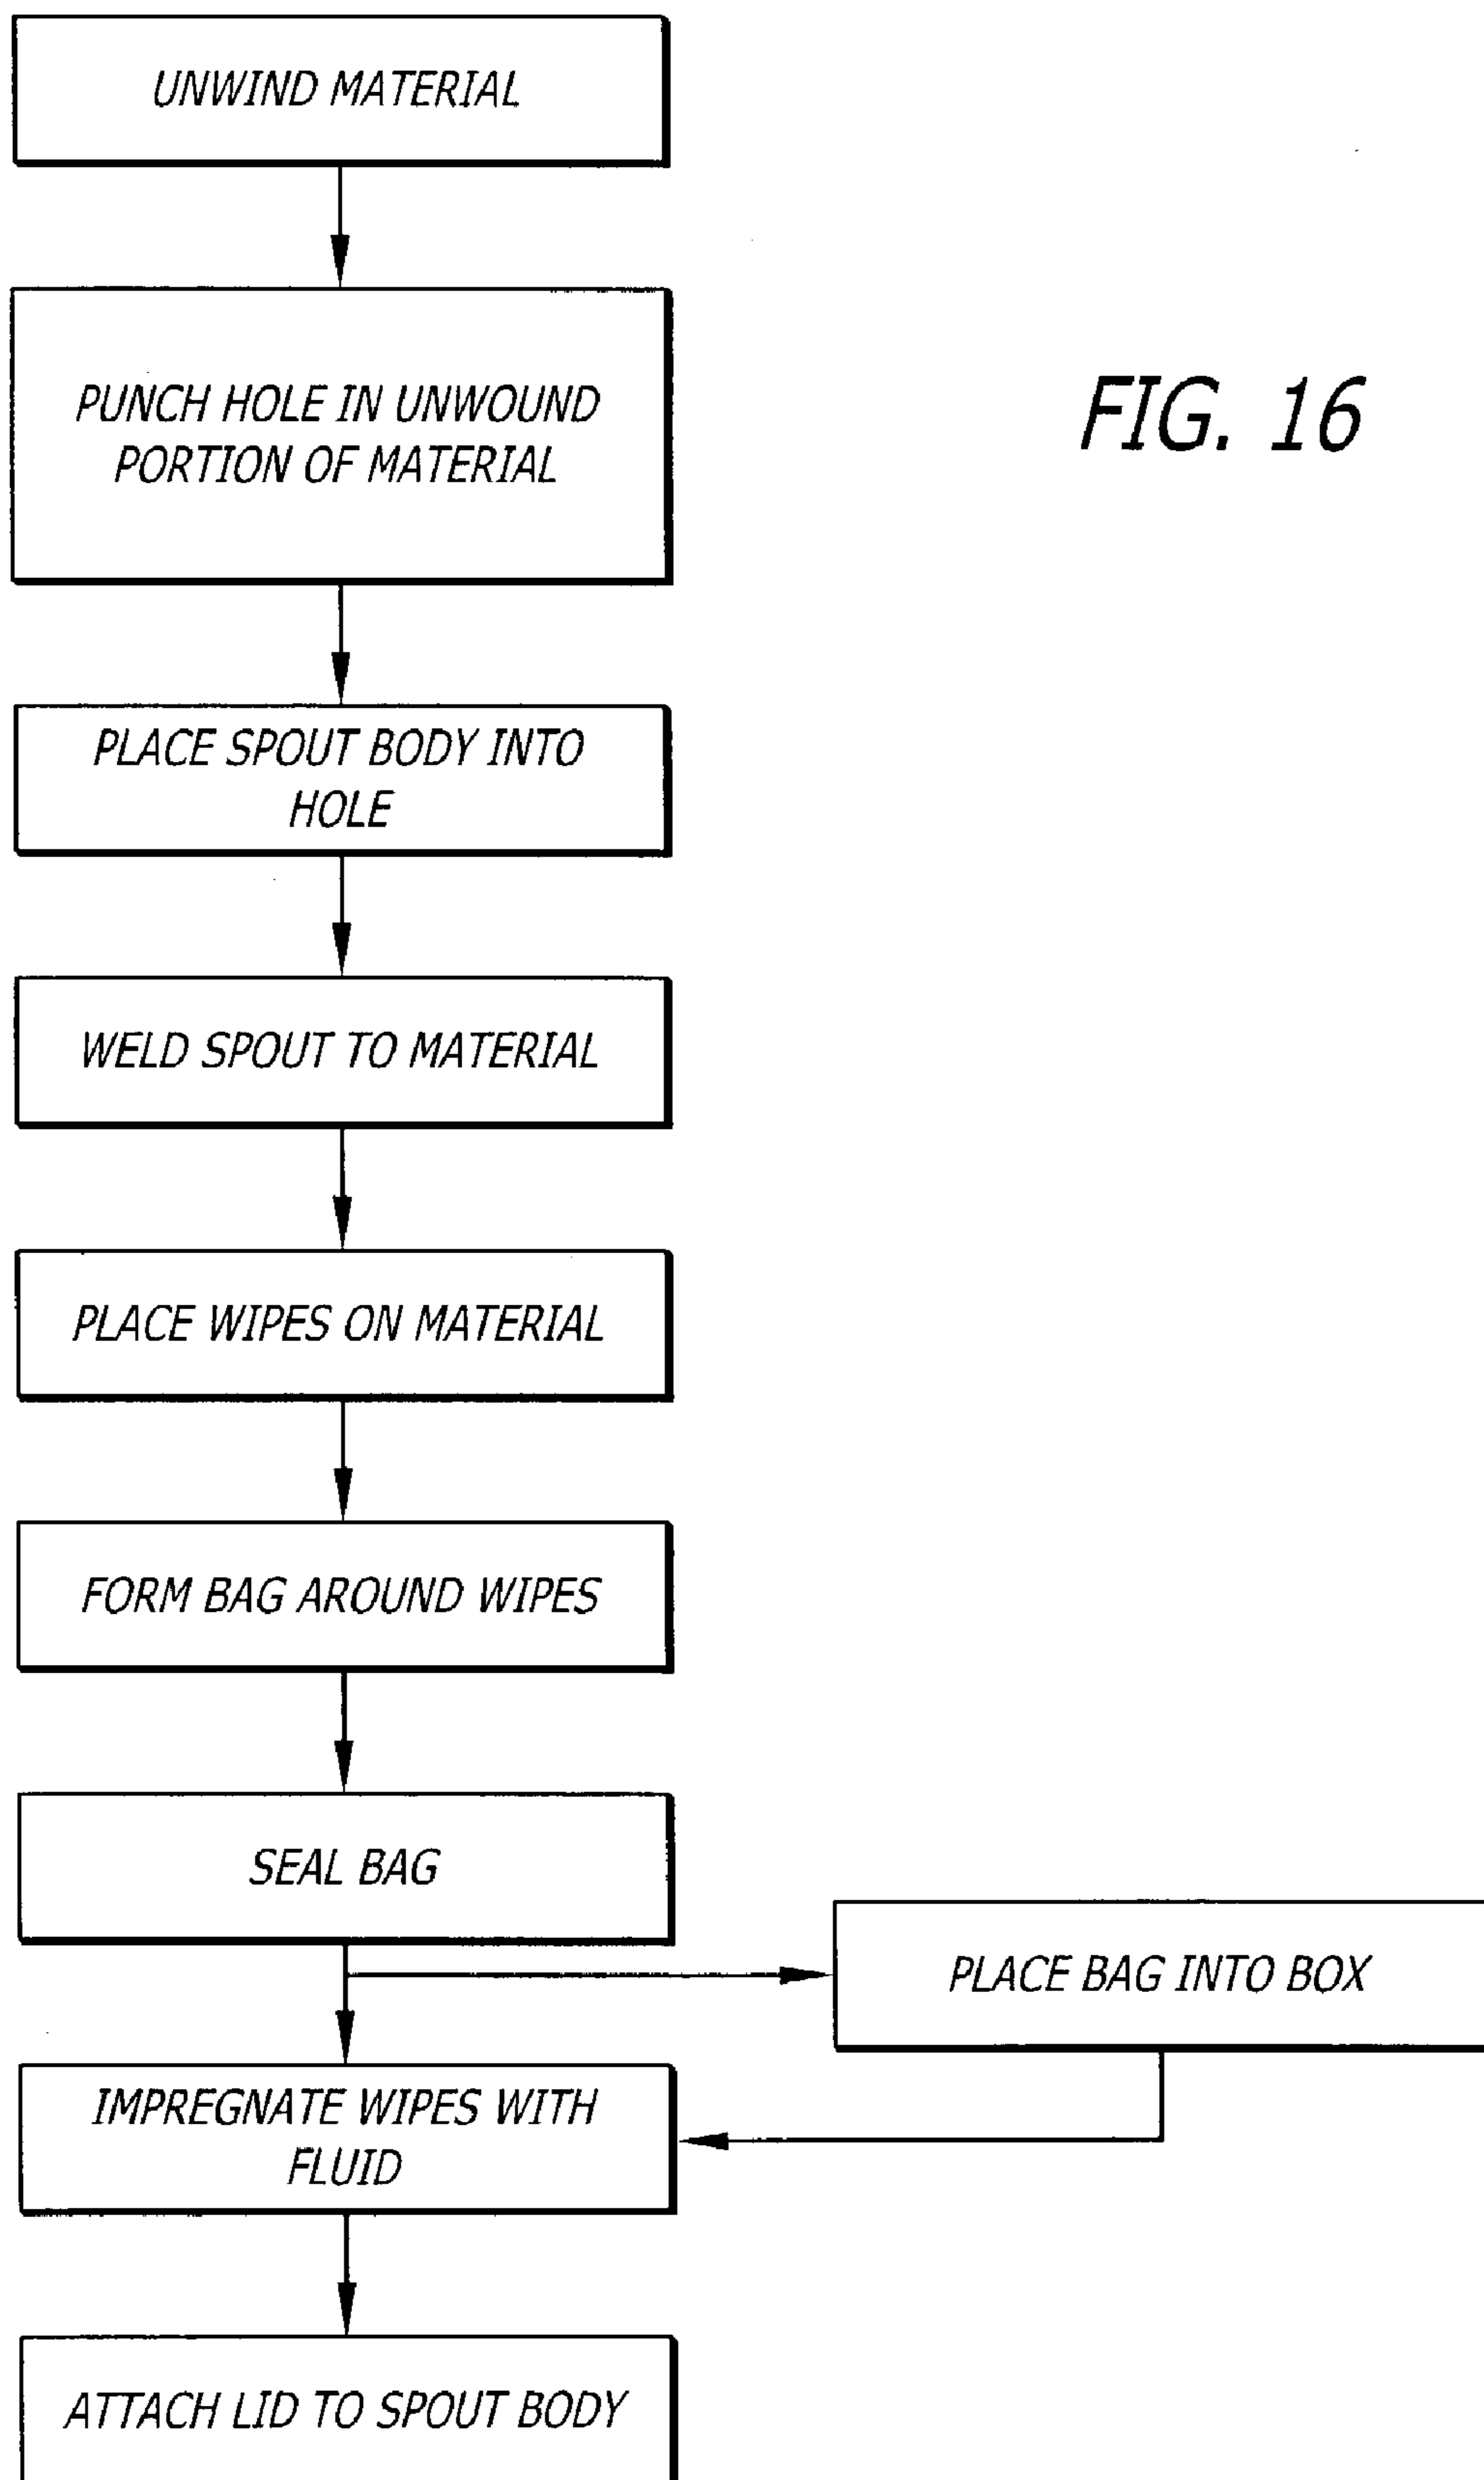 UNWIND MATERIAL
PUNCH HOLE IN UNWOUND
PORTION OF MATERIAL
FIG. 16
PLACE SPOUT BODY INTO
HOLE
WELD SPOUT TO MATERIAL
PLACE WIPES ON MATERIAL
FORM BAG AROUND WIPES
SEAL BAG
PLACE BAG INTO BOX
IMPREGNATE WIPES WITH
FLUID
ATTACH LID TO SPOUT BODY